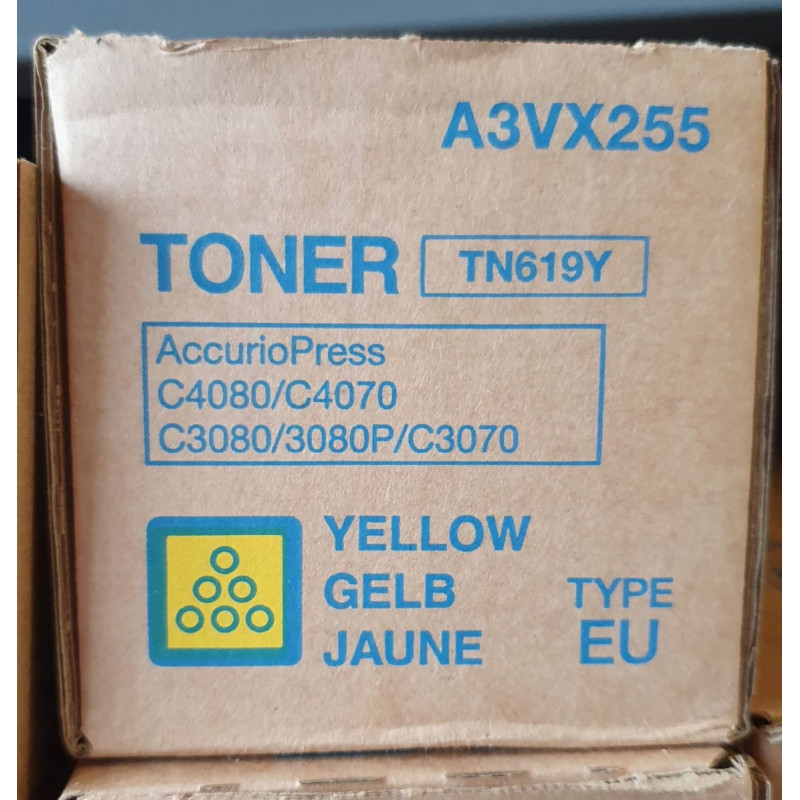 A3VX255
TONER TN619Y
AccurioPress
C4080/C4070
C3080/3080P/C3070
YELLOW
GELB
JAUNE
TYPE
EU